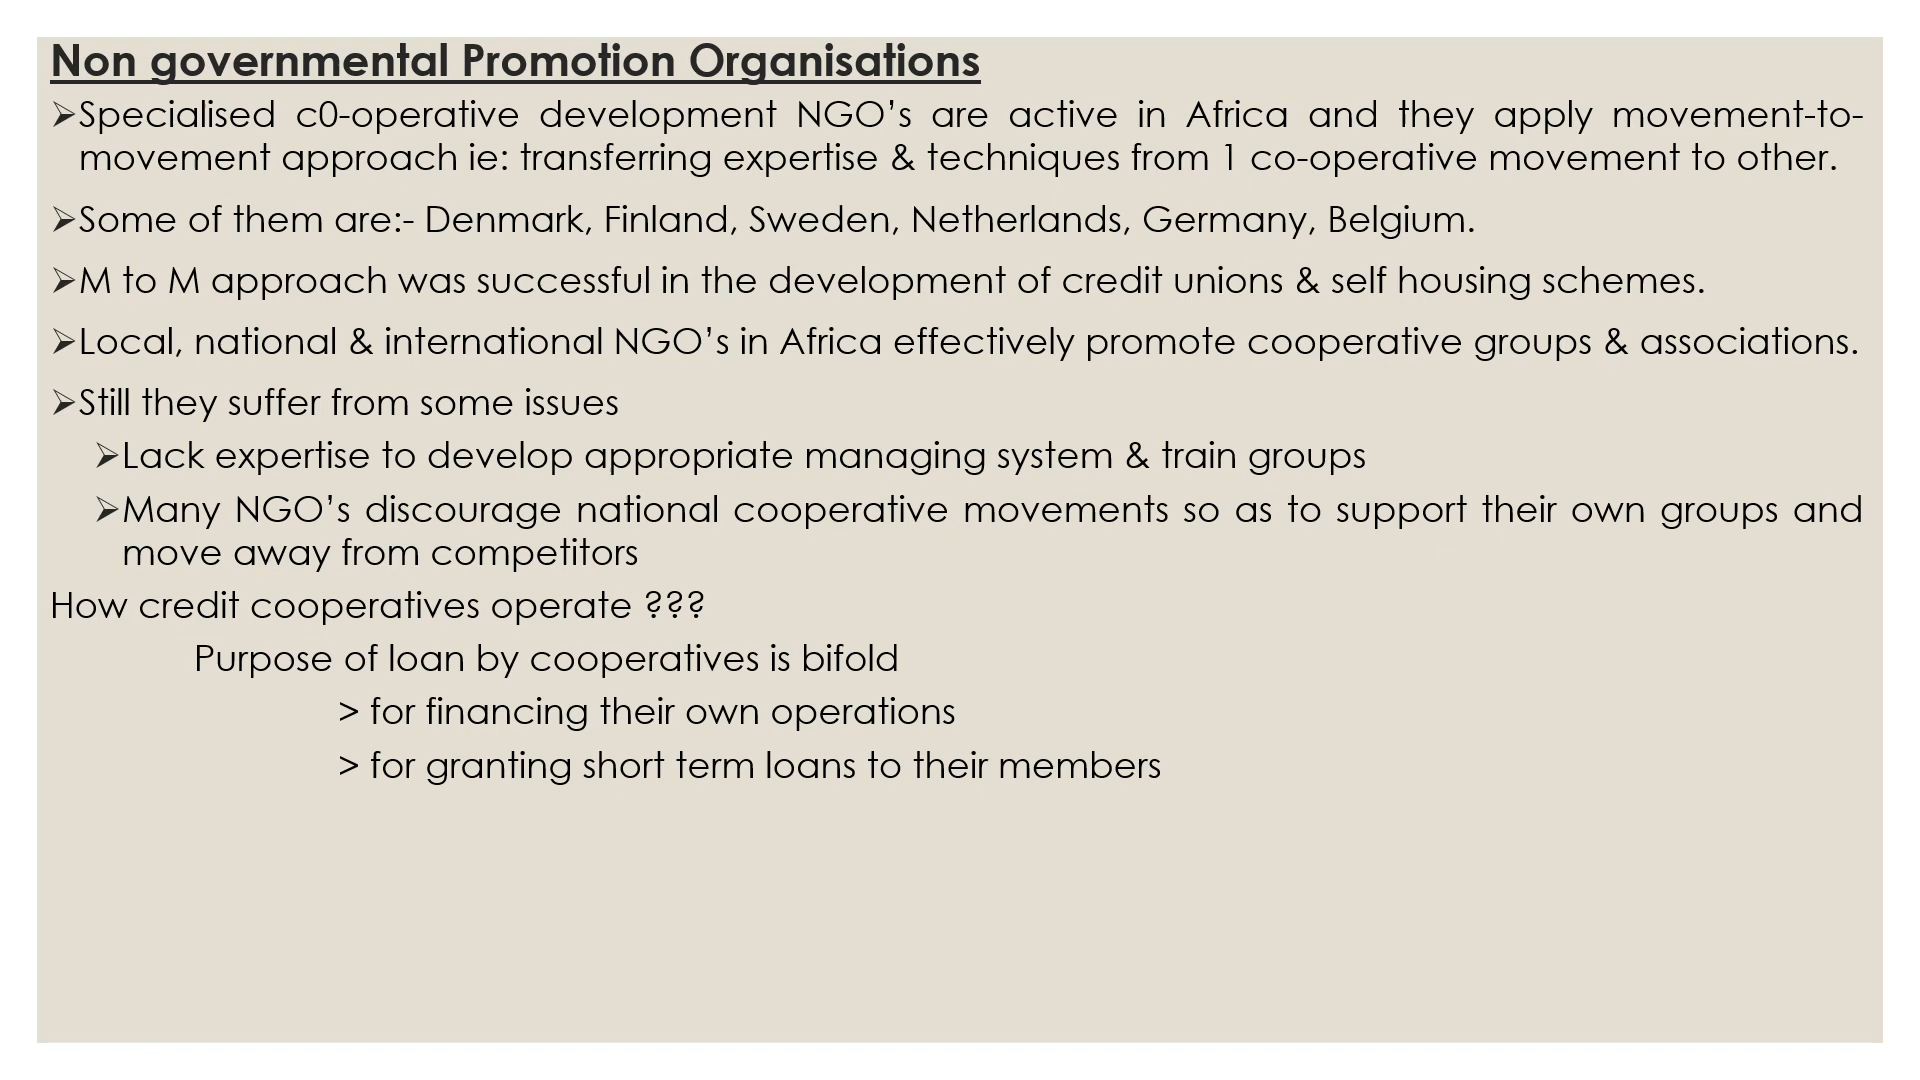 Non governmental Promotion Organisations
➢Specialised c0-operative development NGO’s are active in Africa and they apply movement-to-
movement approach ie: transferring expertise & techniques from 1 co-operative movement to other.
➢Some of them are:- Denmark, Finland, Sweden, Netherlands, Germany, Belgium.
➢M to M approach was successful in the development of credit unions & self housing schemes.
➢Local, national & international NGO’s in Africa effectively promote cooperative groups & associations.
➢Still they suffer from some issues
➢Lack expertise to develop appropriate managing system & train groups
➢Many NGO’s discourage national cooperative movements so as to support their own groups and
move away from competitors
How credit cooperatives operate ???
Purpose of loan by cooperatives is bifold
> for financing their own operations
> for granting short term loans to their members